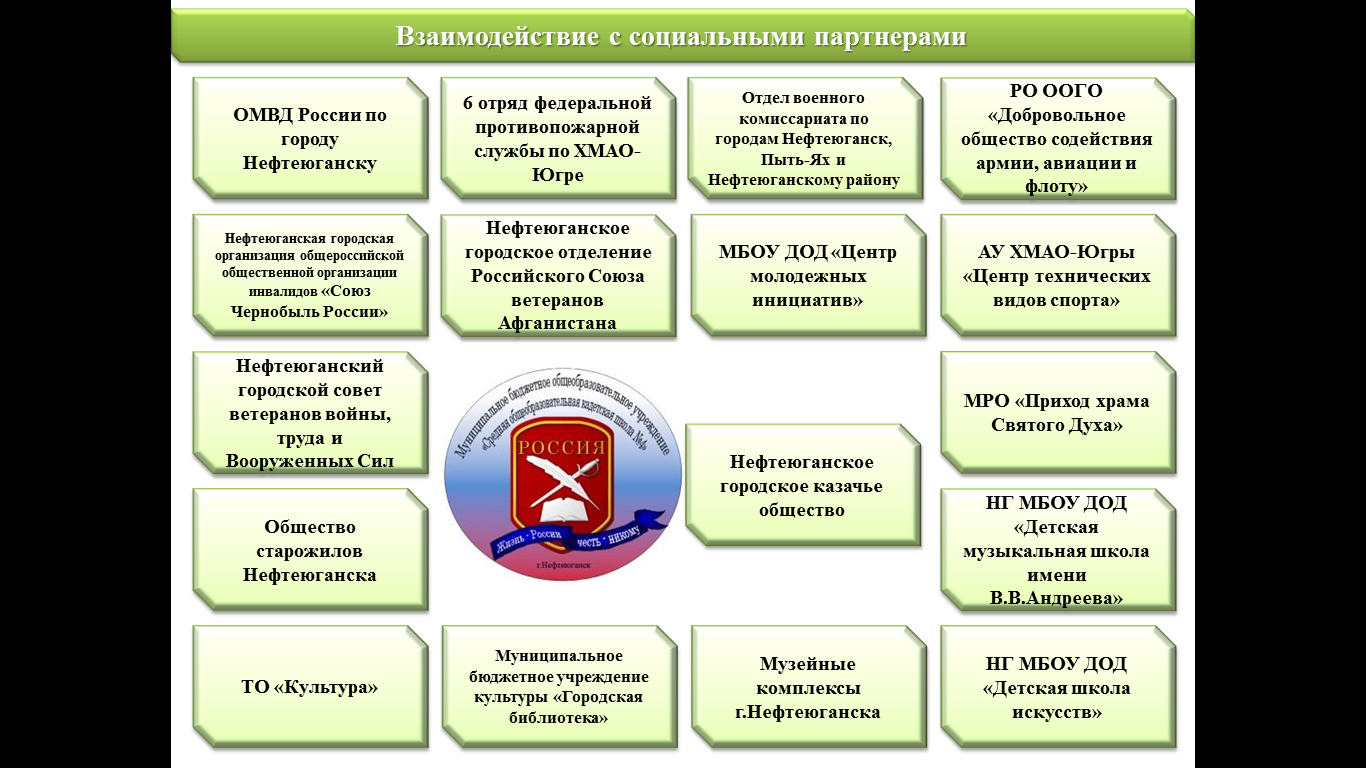 Взаимодействие с социальными партнерами
ОМВД России по
городу
Нефтеюганску
6 отряд федеральной
противопожарной
службы по ХМАО-
Югре
Отдел военного
комиссариата по
городам Нефтеюганск,
Пыть-Ях и
Нефтеюганскому району
РО ООГО
«Добровольное
общество содействия
армии, авиации и
флоту»
Нефтеюганская городская
организация общероссийской
общественной организации
инвалидов «Союз
Чернобыль России»
Нефтеюганское
городское отделение
Российского Союза
ветеранов
Афганистана
МБОУ ДОД «Центр
молодежных
инициатив»
АУ ХМАО-Югры
«Центр технических
видов спорта»
Нефтеюганский
городской совет
ветеранов войны,
труда и
Вооруженных Сил
Муниципальное бюджетное общеобразовательное учреждение
«Средняя общеобразовательная кадетская школа №4»
РОССИЯ
Жизнь - России честь - никому
г.Нефтеюганск
Нефтеюганское
городское казачье
общество
МРО «Приход храма
Святого Духа»
Общество
старожилов
Нефтеюганска
НГ МБОУ ДОД
«Детская
музыкальная школа
имени
В.В.Андреева»
ТО «Культура»
Муниципальное
бюджетное учреждение
культуры «Городская
библиотека»
Музейные
комплексы
г.Нефтеюганска
НГ МБОУ ДОД
«Детская школа
искусств»